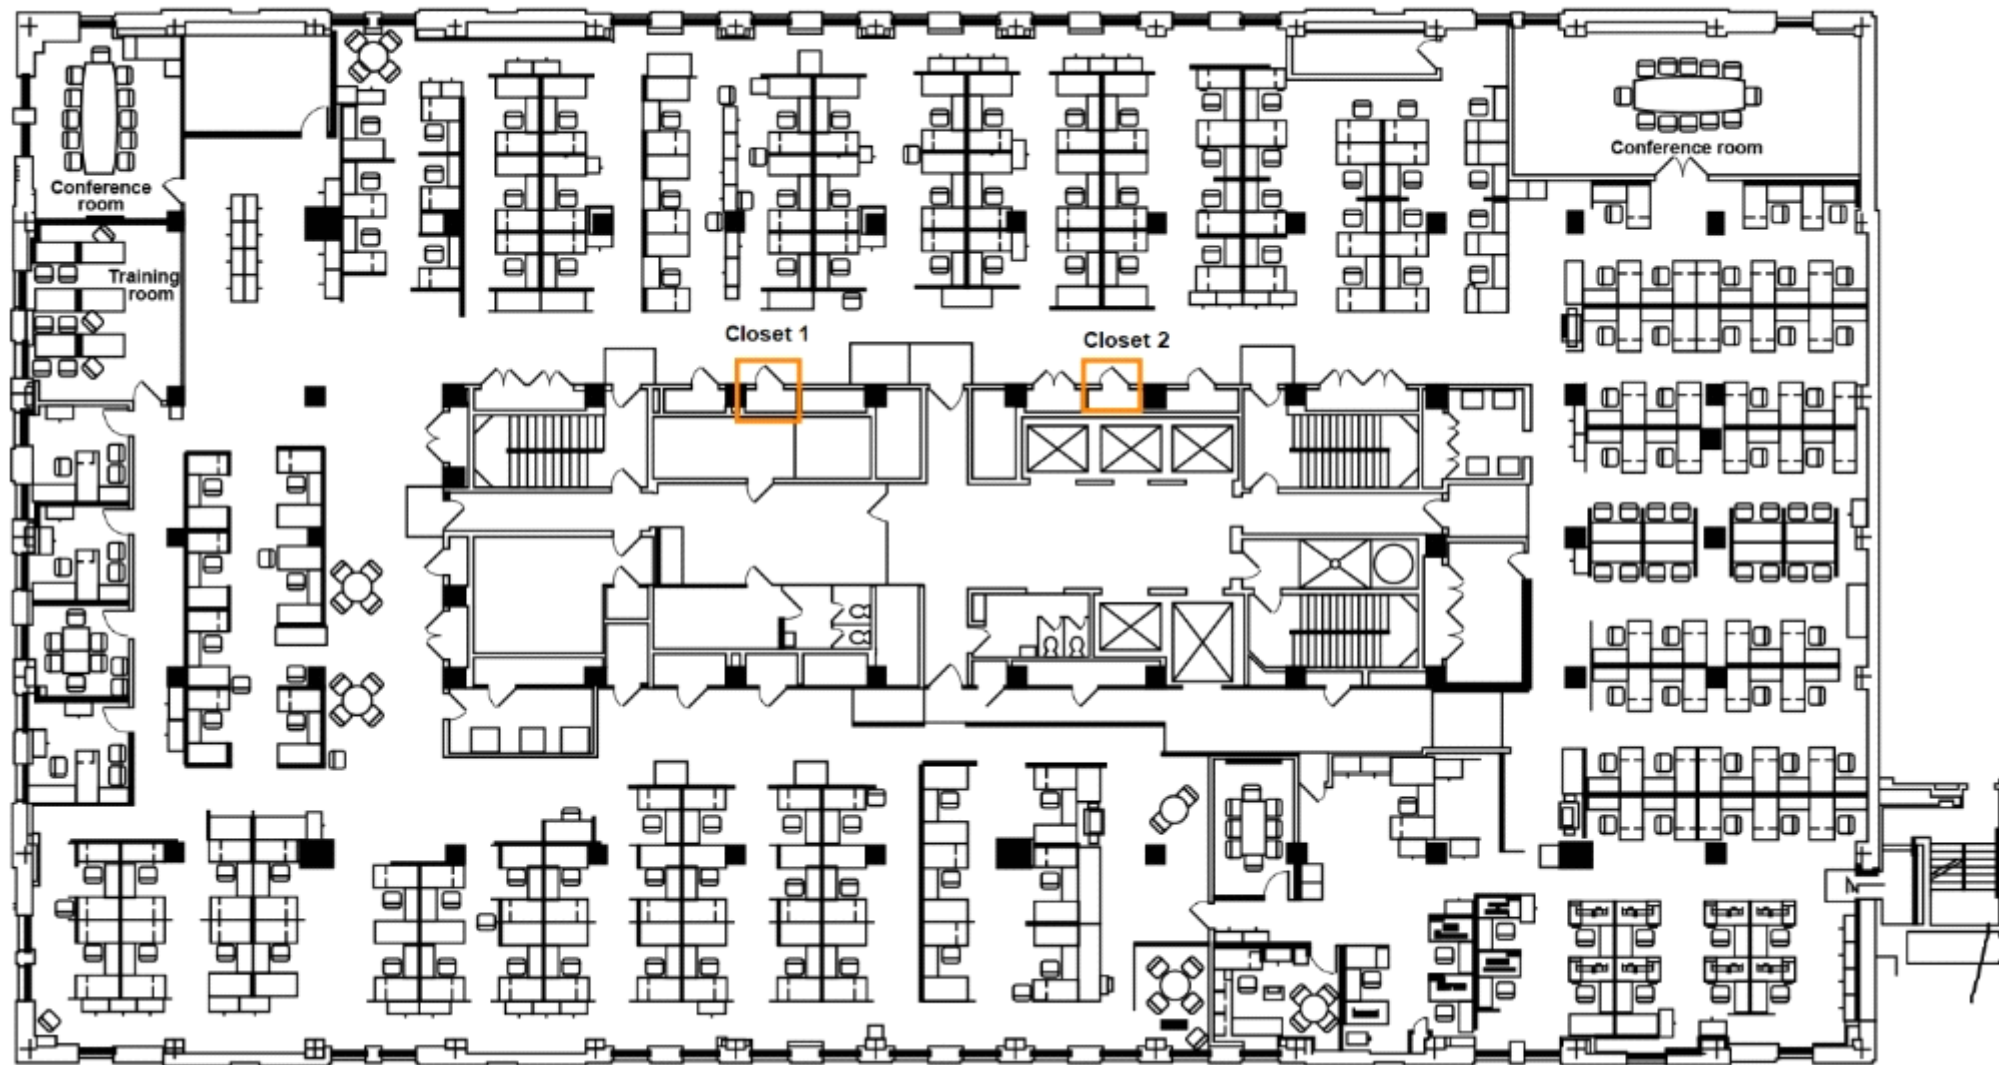 Conference room
Conference
room
Training
room
Closet 1
Closet 2